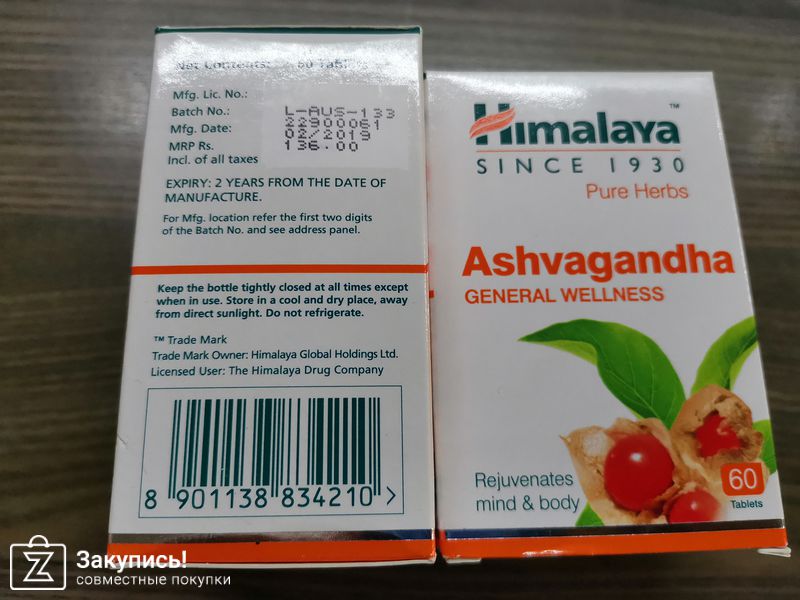 Net Contents: 60 Tablets
Mfg. Lic. No.: L-AUS-133
Batch No.: 22900061
Mfg. Date: 02/2019
MRP Rs. 136.00
Incl. of all taxes
EXPIRY: 2 YEARS FROM THE DATE OF
MANUFACTURE.
For Mfg. location refer the first two digits
of the Batch No. and see address panel.
Keep the bottle tightly closed at all times except
when in use. Store in a cool and dry place, away
from direct sunlight. Do not refrigerate.
™ Trade Mark
Trade Mark Owner: Himalaya Global Holdings Ltd.
Licensed User: The Himalaya Drug Company
8 901138 834210 >
Himalaya™
SINCE 1930
Pure Herbs
Ashvagandha
GENERAL WELLNESS
Rejuvenates
mind & body
60
Tablets
Закупись!
совместные покупки